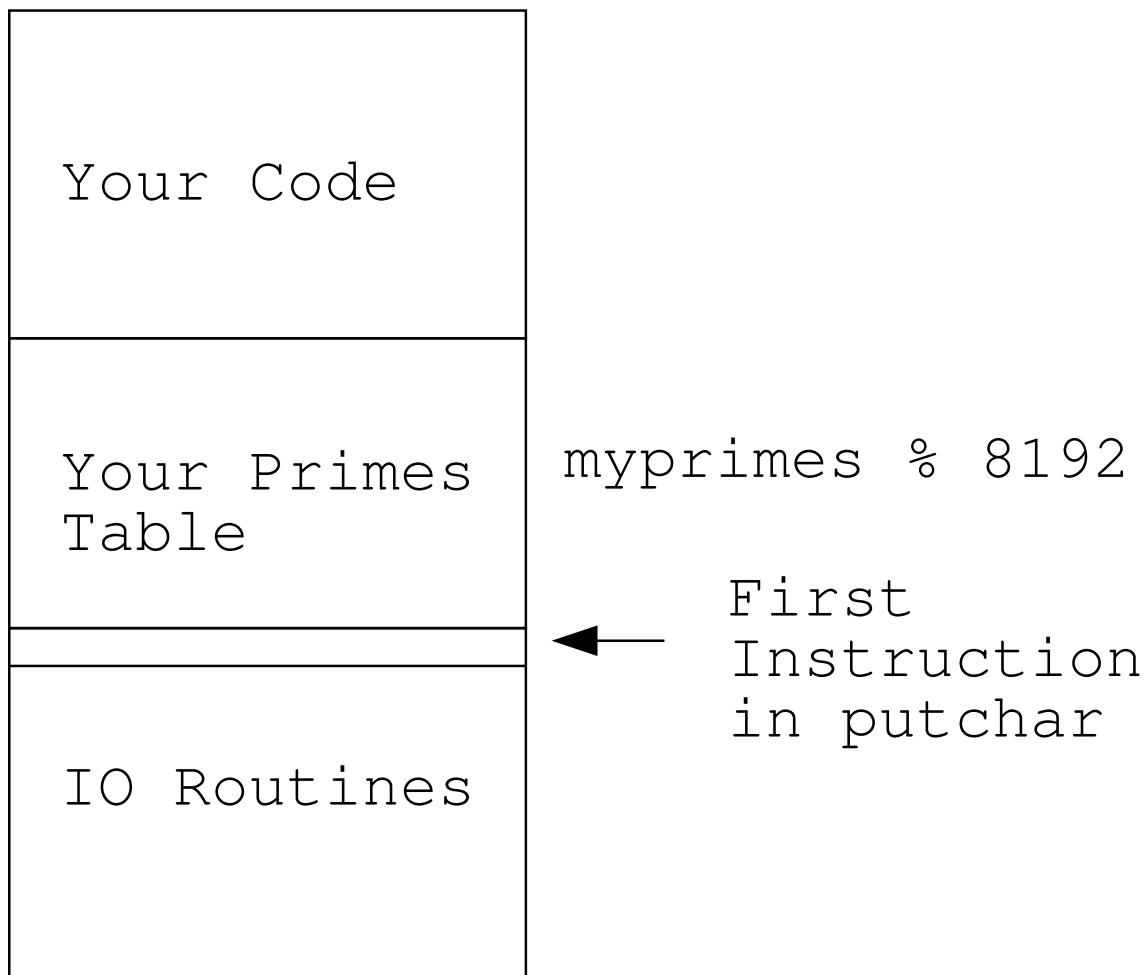 Your Code
Your Primes
Table
myprimes % 8192
First
Instruction
in putchar
IO Routines